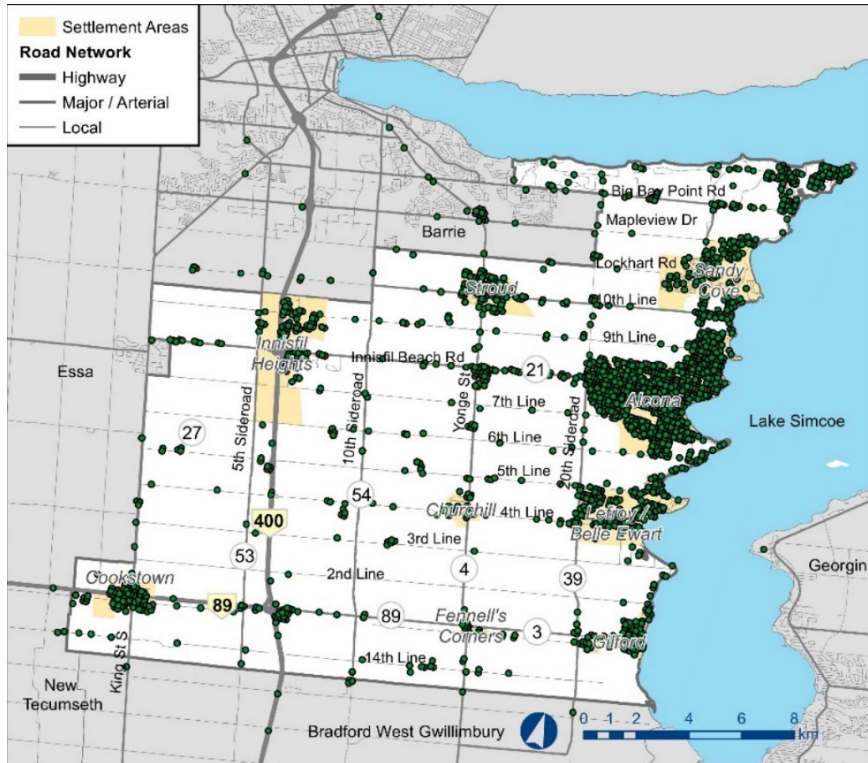 Settlement Areas
Road Network
Highway
Major / Arterial
Local
Big Bay Point Rd
Mapleview Dr
Barrie
Lockhart Rd
Sandy
Cove
Stroud
10th Line
9th Line
Innisfil
Heights
Innisfil Beach Rd
21
Essa
Alcona
7th Line
Lake Simcoe
6th Line
27
5th Sideroad
10th Sideroad
Yonge St
20th Sideroad
5th Line
54
Churchill
4th Line
Lefroy /
Belle Ewart
400
3rd Line
53
Georgin
2nd Line
4
39
Cookstown
89
89
Fennell's
Corners
3
Gilford
King St S
14th Line
New
Tecumseth
Bradford West Gwillimbury
0 1 2 4 6 8
km